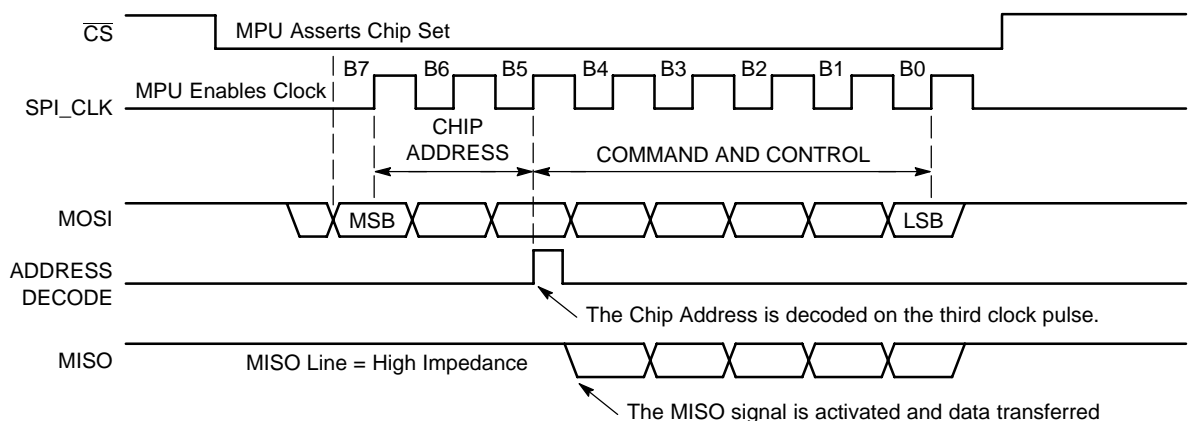 CS
MPU Asserts Chip Set
B7 B6 B5 B4 B3 B2 B1 B0
MPU Enables Clock
SPI_CLK
CHIP
ADDRESS
COMMAND AND CONTROL
MOSI
MSB
LSB
ADDRESS
DECODE
The Chip Address is decoded on the third clock pulse.
MISO
MISO Line = High Impedance
The MISO signal is activated and data transferred